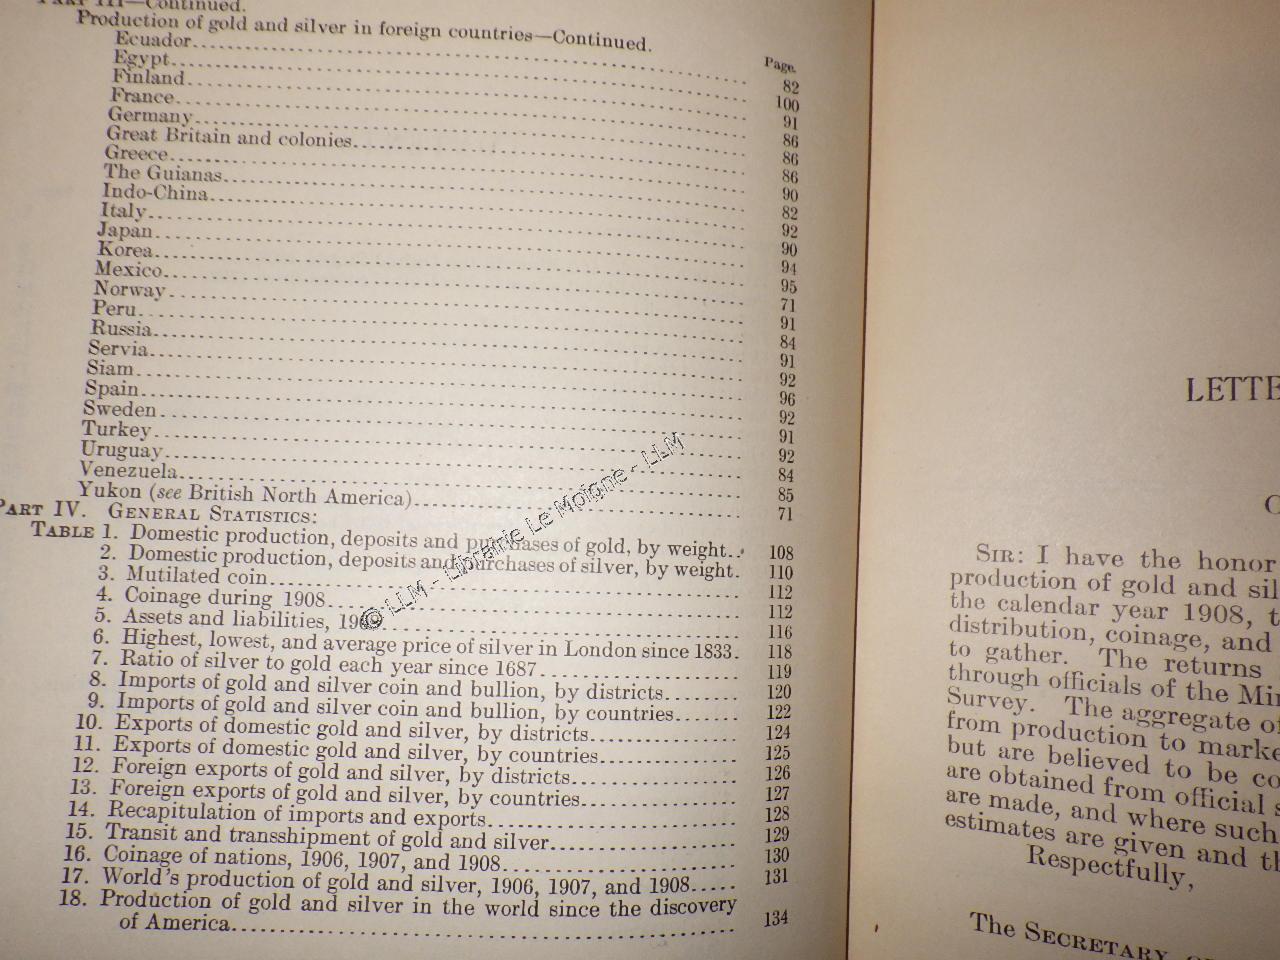 PART III—Continued.
Production of gold and silver in foreign countries—Continued.
Page.
Ecuador 82
Egypt 100
Finland 91
France 86
Germany 86
Great Britain and colonies 86
Greece 90
The Guianas 82
Indo-China 92
Italy 90
Japan 94
Korea 95
Mexico 71
Norway 91
Peru 84
Russia 91
Servia 92
Siam 96
Spain 92
Sweden 91
Turkey 92
Uruguay 84
Venezuela 85
Yukon (see British North America) 71
PART IV. GENERAL STATISTICS:
TABLE 1. Domestic production, deposits and purchases of gold, by weight 108
2. Domestic production, deposits and purchases of silver, by weight 110
3. Mutilated coin 112
4. Coinage during 1908 112
5. Assets and liabilities, 116
6. Highest, lowest, and average price of silver in London since 1833 118
7. Ratio of silver to gold each year since 1687 119
8. Imports of gold and silver coin and bullion, by districts 120
9. Imports of gold and silver coin and bullion, by countries 122
10. Exports of domestic gold and silver, by districts 124
11. Exports of domestic gold and silver, by countries 125
12. Foreign exports of gold and silver, by districts 126
13. Foreign exports of gold and silver, by countries 127
14. Recapitulation of imports and exports 128
15. Transit and transshipment of gold and silver 129
16. Coinage of nations, 1906, 1907, and 1908 130
17. World's production of gold and silver, 1906, 1907, and 1908 131
18. Production of gold and silver in the world since the discovery
of America 134
© LLM - Librairie Le Moigne - LLM
LETTE
SIR: I have the honor
production of gold and sil
the calendar year 1908, t
distribution, coinage, and
to gather. The returns
through officials of the Min
Survey. The aggregate of
from production to marke
but are believed to be co
are obtained from official s
are made, and where such
estimates are given and th
Respectfully,
The SECRETARY